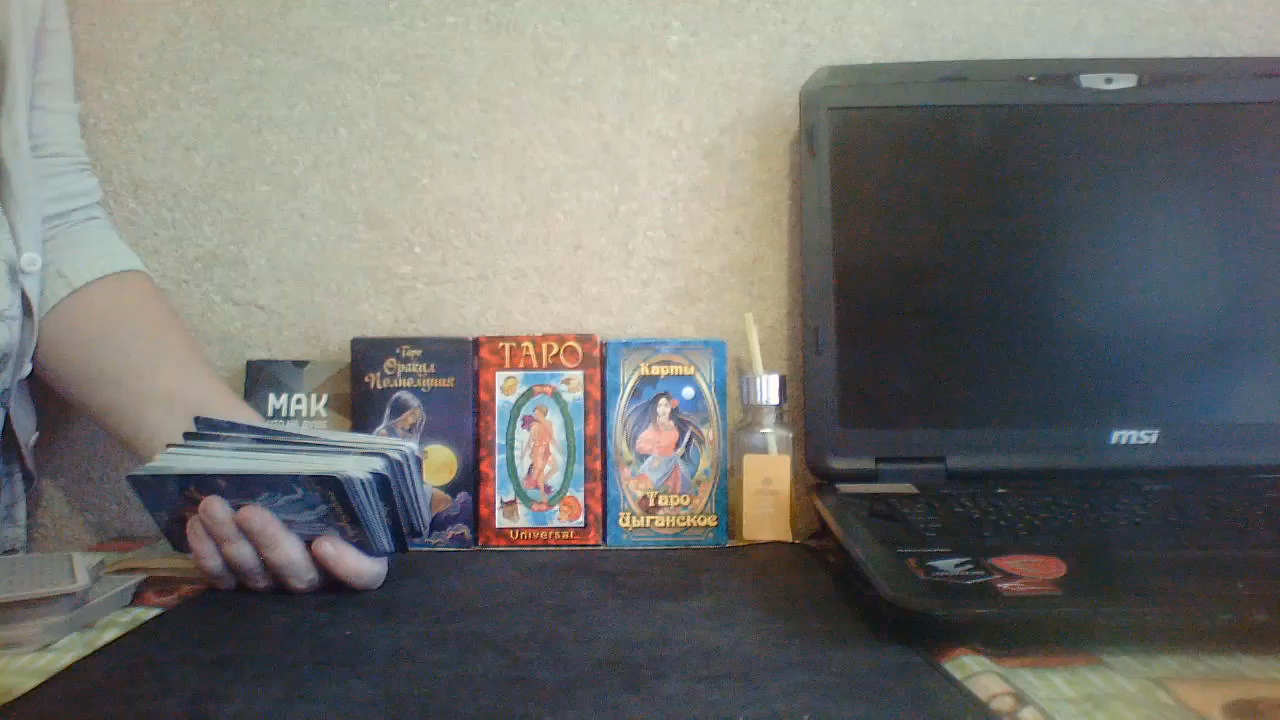 МАК
Таро
Оракул
Полнолуния
ТАРО
Universal
Карты
Таро
Цыганское
msi